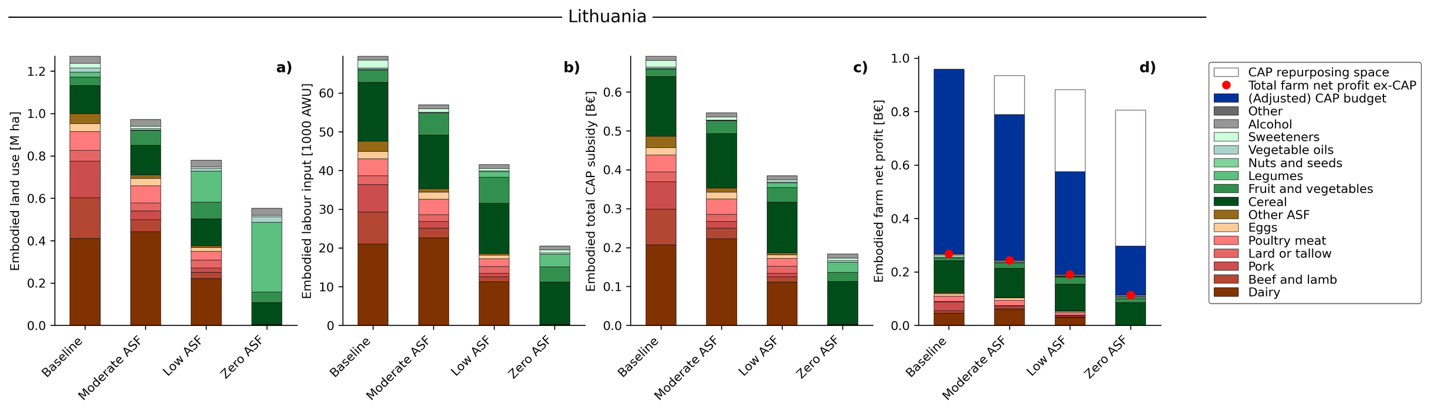 Lithuania
a)
Embodied land use [M ha]
1.2
1.0
0.8
0.6
0.4
0.2
0.0
Baseline
Moderate ASF
Low ASF
Zero ASF
b)
Embodied labour input [1000 AWU]
60
50
40
30
20
10
0
Baseline
Moderate ASF
Low ASF
Zero ASF
c)
Embodied total CAP subsidy [B€]
0.6
0.5
0.4
0.3
0.2
0.1
0.0
Baseline
Moderate ASF
Low ASF
Zero ASF
d)
Embodied farm net profit [B€]
1.0
0.8
0.6
0.4
0.2
0.0
Baseline
Moderate ASF
Low ASF
Zero ASF
CAP repurposing space
Total farm net profit ex-CAP
(Adjusted) CAP budget
Other
Alcohol
Sweeteners
Vegetable oils
Nuts and seeds
Legumes
Fruit and vegetables
Cereal
Other ASF
Eggs
Poultry meat
Lard or tallow
Pork
Beef and lamb
Dairy